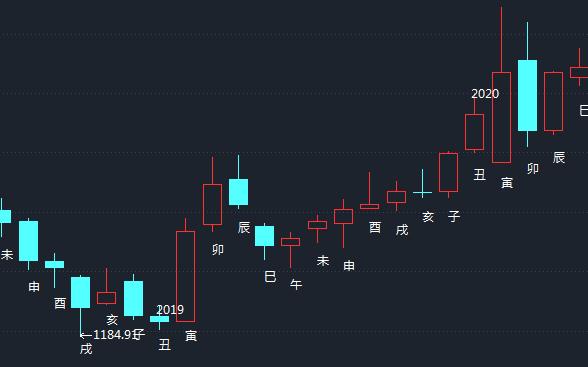 2020
巳
辰
卯
寅
丑
卯
辰
酉
戌
亥
子
未
申
巳
午
未
申
酉
亥
2019
←1184.91
子
丑
寅
戌